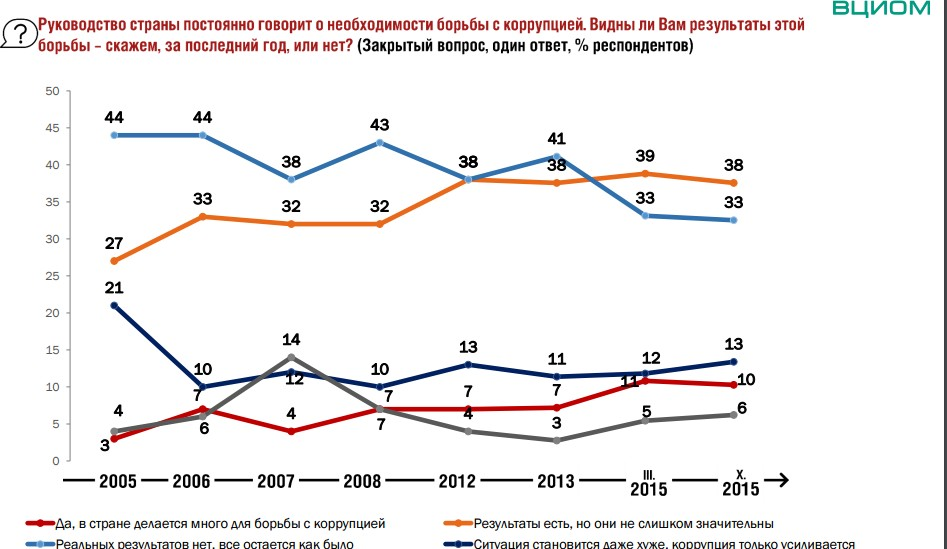 ВЦИОМ
?
Руководство страны постоянно говорит о необходимости борьбы с коррупцией. Видны ли Вам результаты этой
борьбы – скажем, за последний год, или нет? (Закрытый вопрос, один ответ, % респондентов)
50
45
40
35
30
25
20
15
10
5
0
44 44 38 43 38 41 33 33
27 33 32 32 38 39 38
21 10 12 10 13 11 12 13
3 7 4 7 7 7 11 10
4 6 14 7 4 3 5 6
2005 2006 2007 2008 2012 2013 III. 2015 X. 2015
Да, в стране делается много для борьбы с коррупцией
Результаты есть, но они не слишком значительны
Реальных результатов нет, все остается как было
Ситуация становится даже хуже, коррупция только усиливается